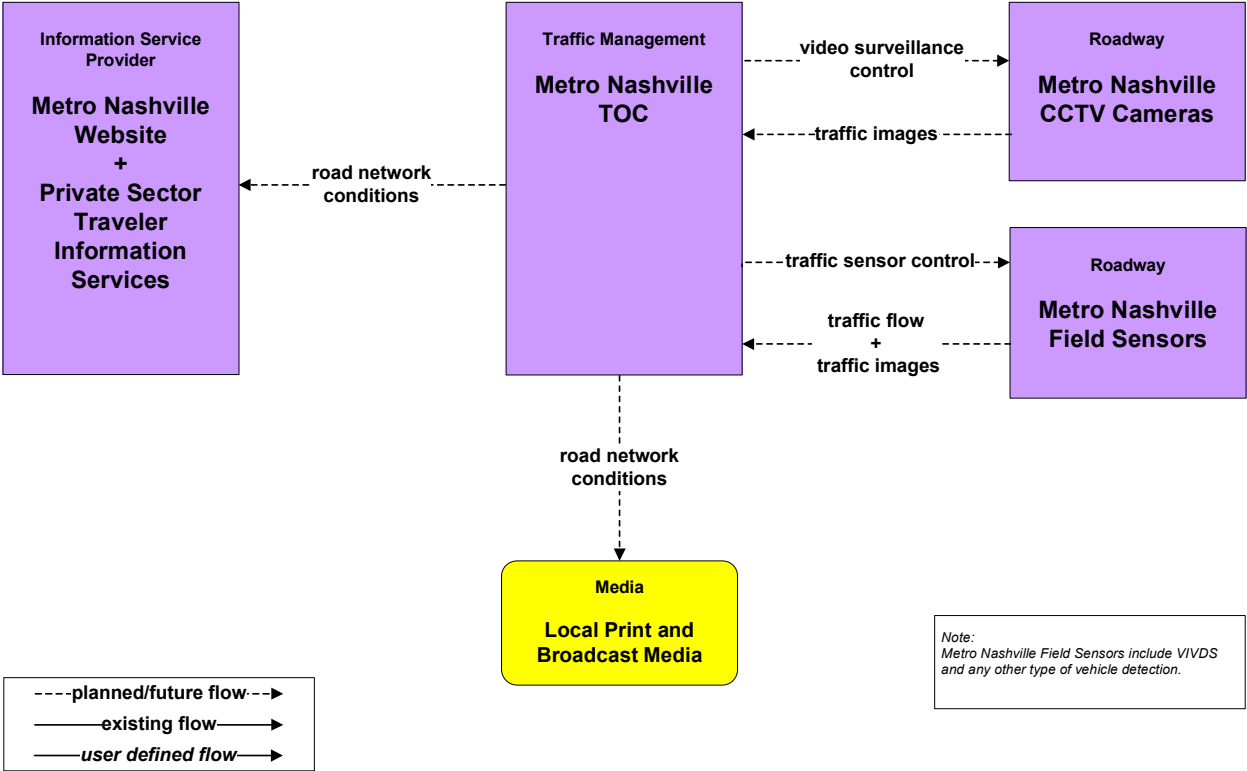 Information Service
Provider
Metro Nashville
Website
+
Private Sector
Traveler
Information
Services
road network
conditions
Traffic Management
Metro Nashville
TOC
video surveillance
control
traffic images
Roadway
Metro Nashville
CCTV Cameras
traffic sensor control
traffic flow
+
traffic images
Roadway
Metro Nashville
Field Sensors
road network
conditions
Media
Local Print and
Broadcast Media
Note:
Metro Nashville Field Sensors include VIVDS
and any other type of vehicle detection.
planned/future flow
existing flow
user defined flow